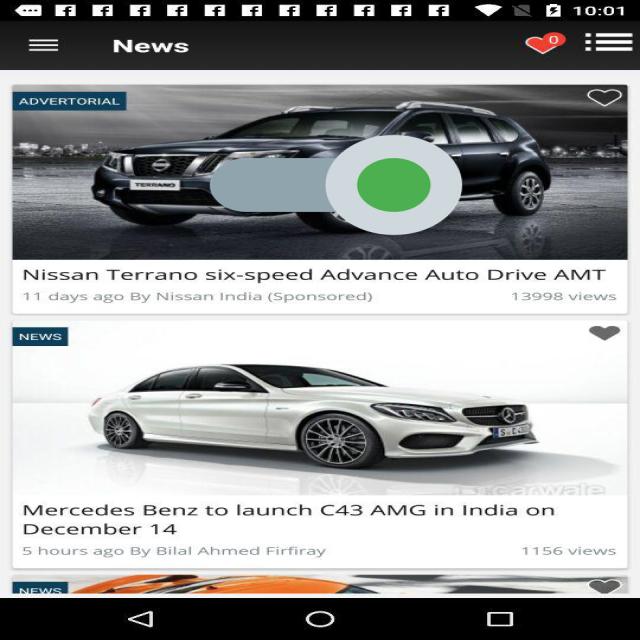 10:01
News
0
ADVERTORIAL
TERRANO
Nissan Terrano six-speed Advance Auto Drive AMT
11 days ago By Nissan India (Sponsored)
13998 views
NEWS
carwale
Mercedes Benz to launch C43 AMG in India on
December 14
5 hours ago By Bilal Ahmed Firfiray
1156 views
NEWS